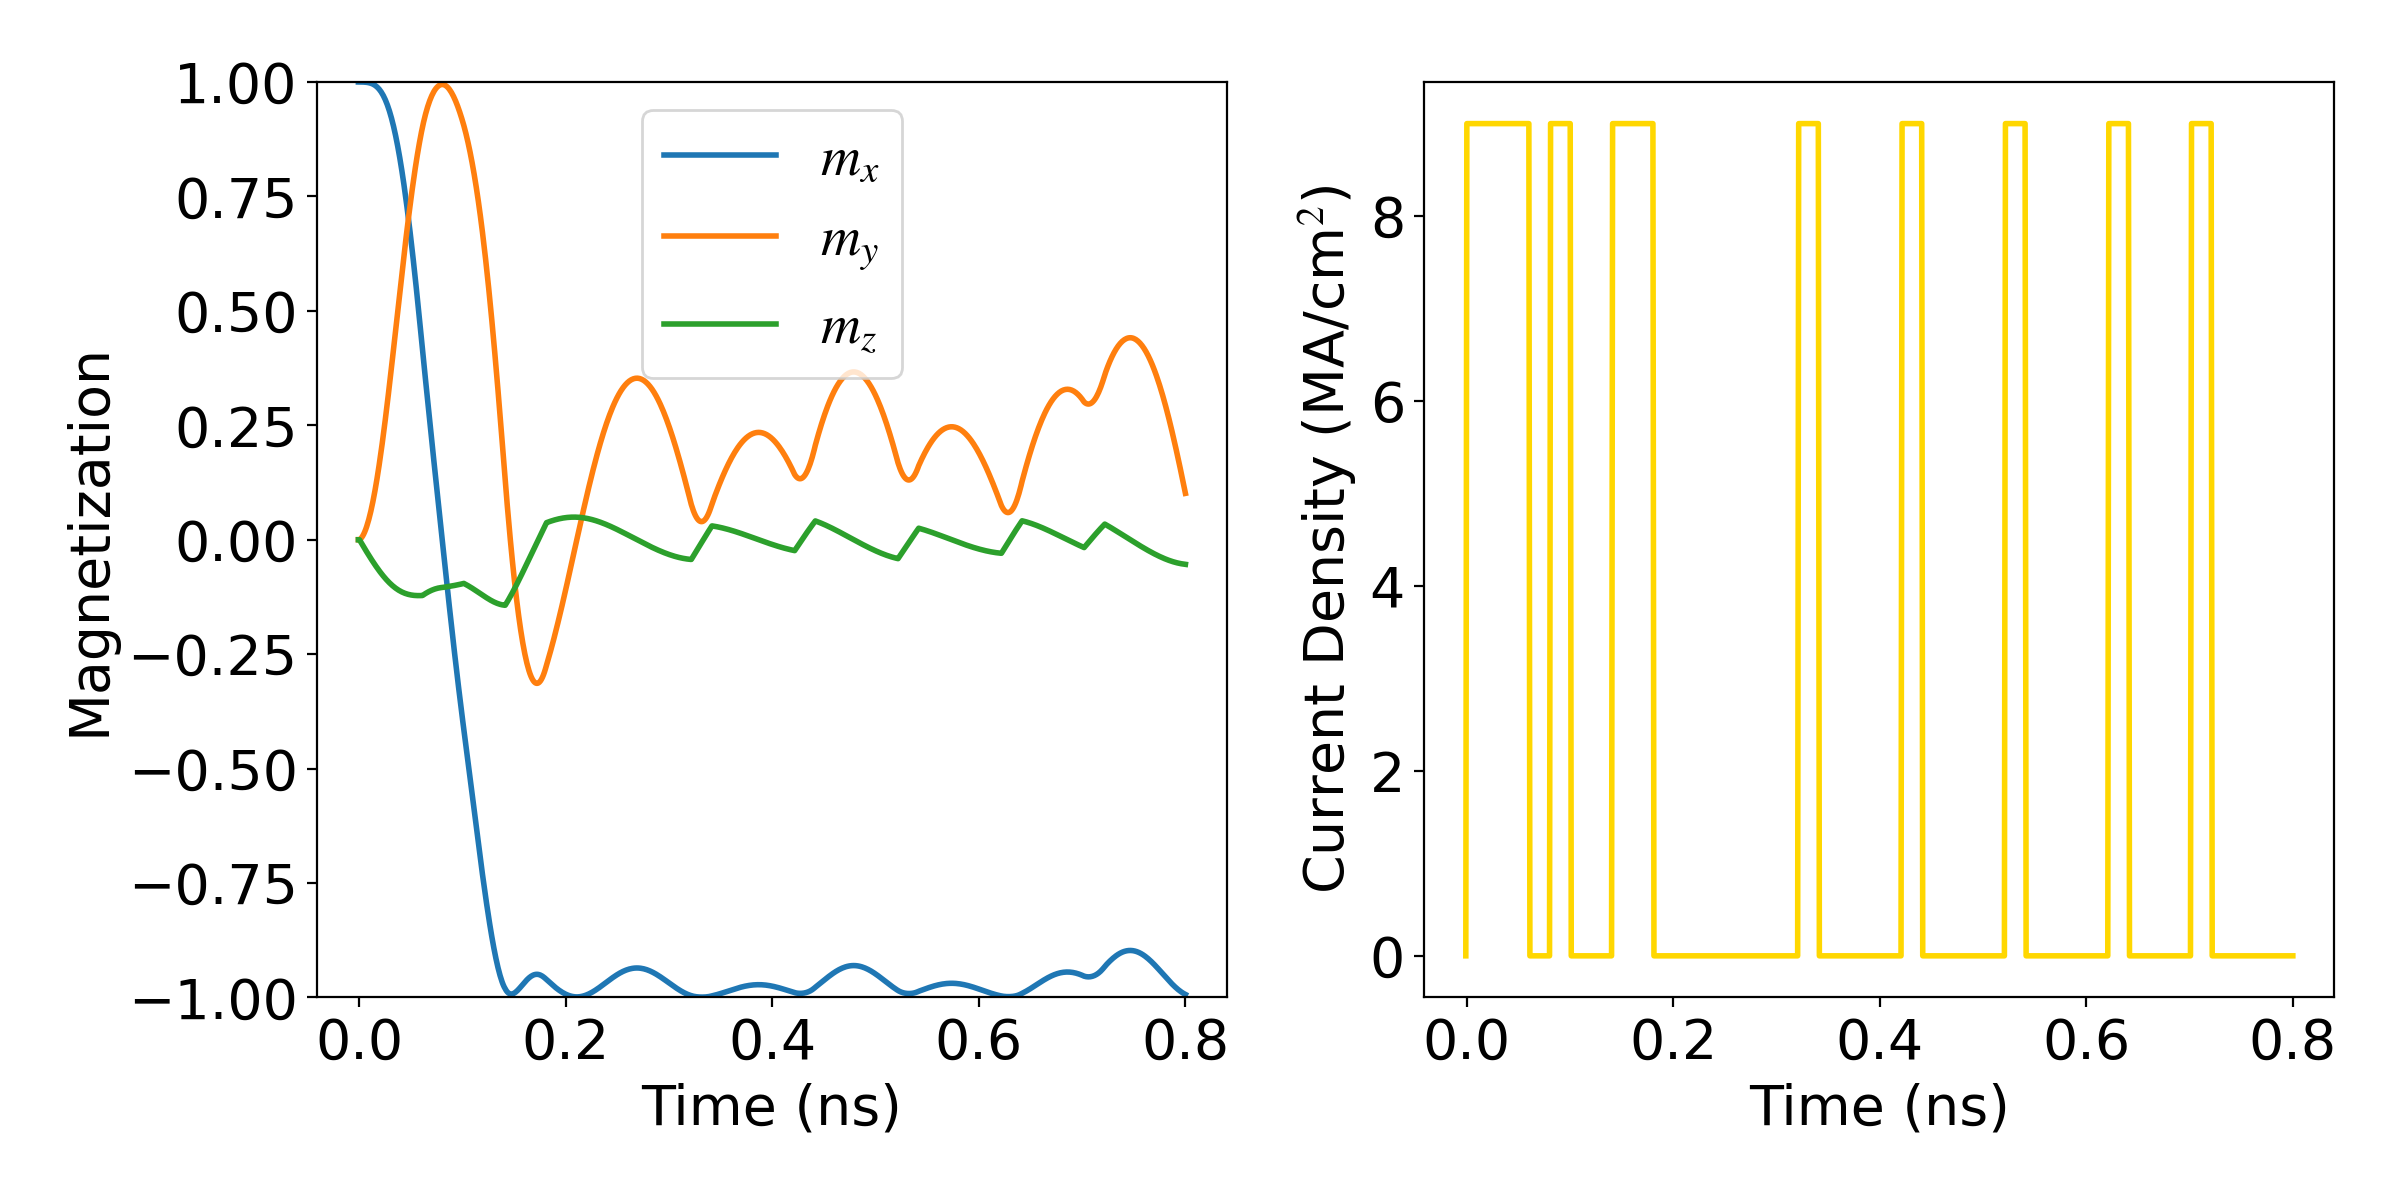 1.00
0.75
0.50
0.25
0.00
−0.25
−0.50
−0.75
−1.00
Magnetization
0.0 0.2 0.4 0.6 0.8
Time (ns)
mₓ
m_y
m_z
8
6
4
2
0
Current Density (MA/cm²)
0.0 0.2 0.4 0.6 0.8
Time (ns)